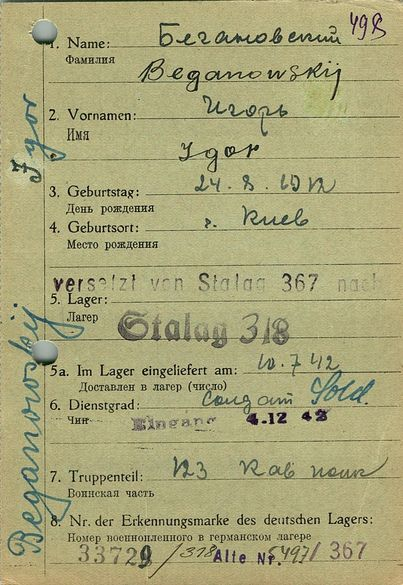 498
1. Name: Бегановский
Фамилия
Beganowskij
2. Vornamen: Игорь
Имя
Igor
3. Geburtstag: 24. 8. 1912
День рождения
4. Geburtsort: г. Киев
Место рождения
versetzt von Stalag 367 nach
5. Lager:
Лагерь
Stalag 318
5a. Im Lager eingeliefert am: 10. 7 42
Доставлен в лагерь (число)
6. Dienstgrad: Солдат Sold.
Чин
Eingang 4.12 42
7. Truppenteil: 123 Кав полк
Воинская часть
8. Nr. der Erkennungsmarke des deutschen Lagers:
Номер военнопленного в германском лагере
33729/318 Alte Nr. 5497/367
Beganowskij Igor